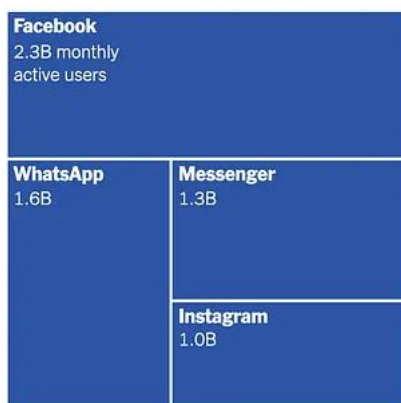 Facebook
2.3B monthly
active users
WhatsApp
1.6B
Messenger
1.3B
Instagram
1.0B